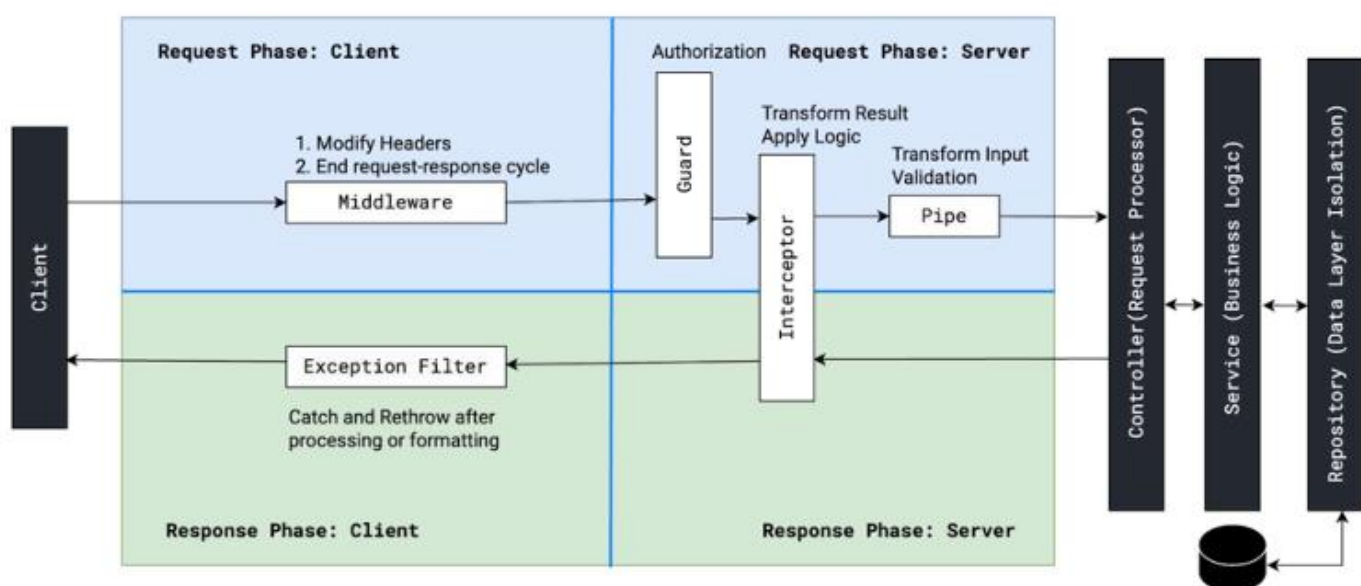 Request Phase: Client
Authorization
Request Phase: Server
1. Modify Headers
2. End request-response cycle
Middleware
Guard
Transform Result
Apply Logic
Interceptor
Transform Input
Validation
Pipe
Client
Exception Filter
Catch and Rethrow after
processing or formatting
Response Phase: Client
Response Phase: Server
Controller(Request Processor)
Service (Business Logic)
Repository (Data Layer Isolation)